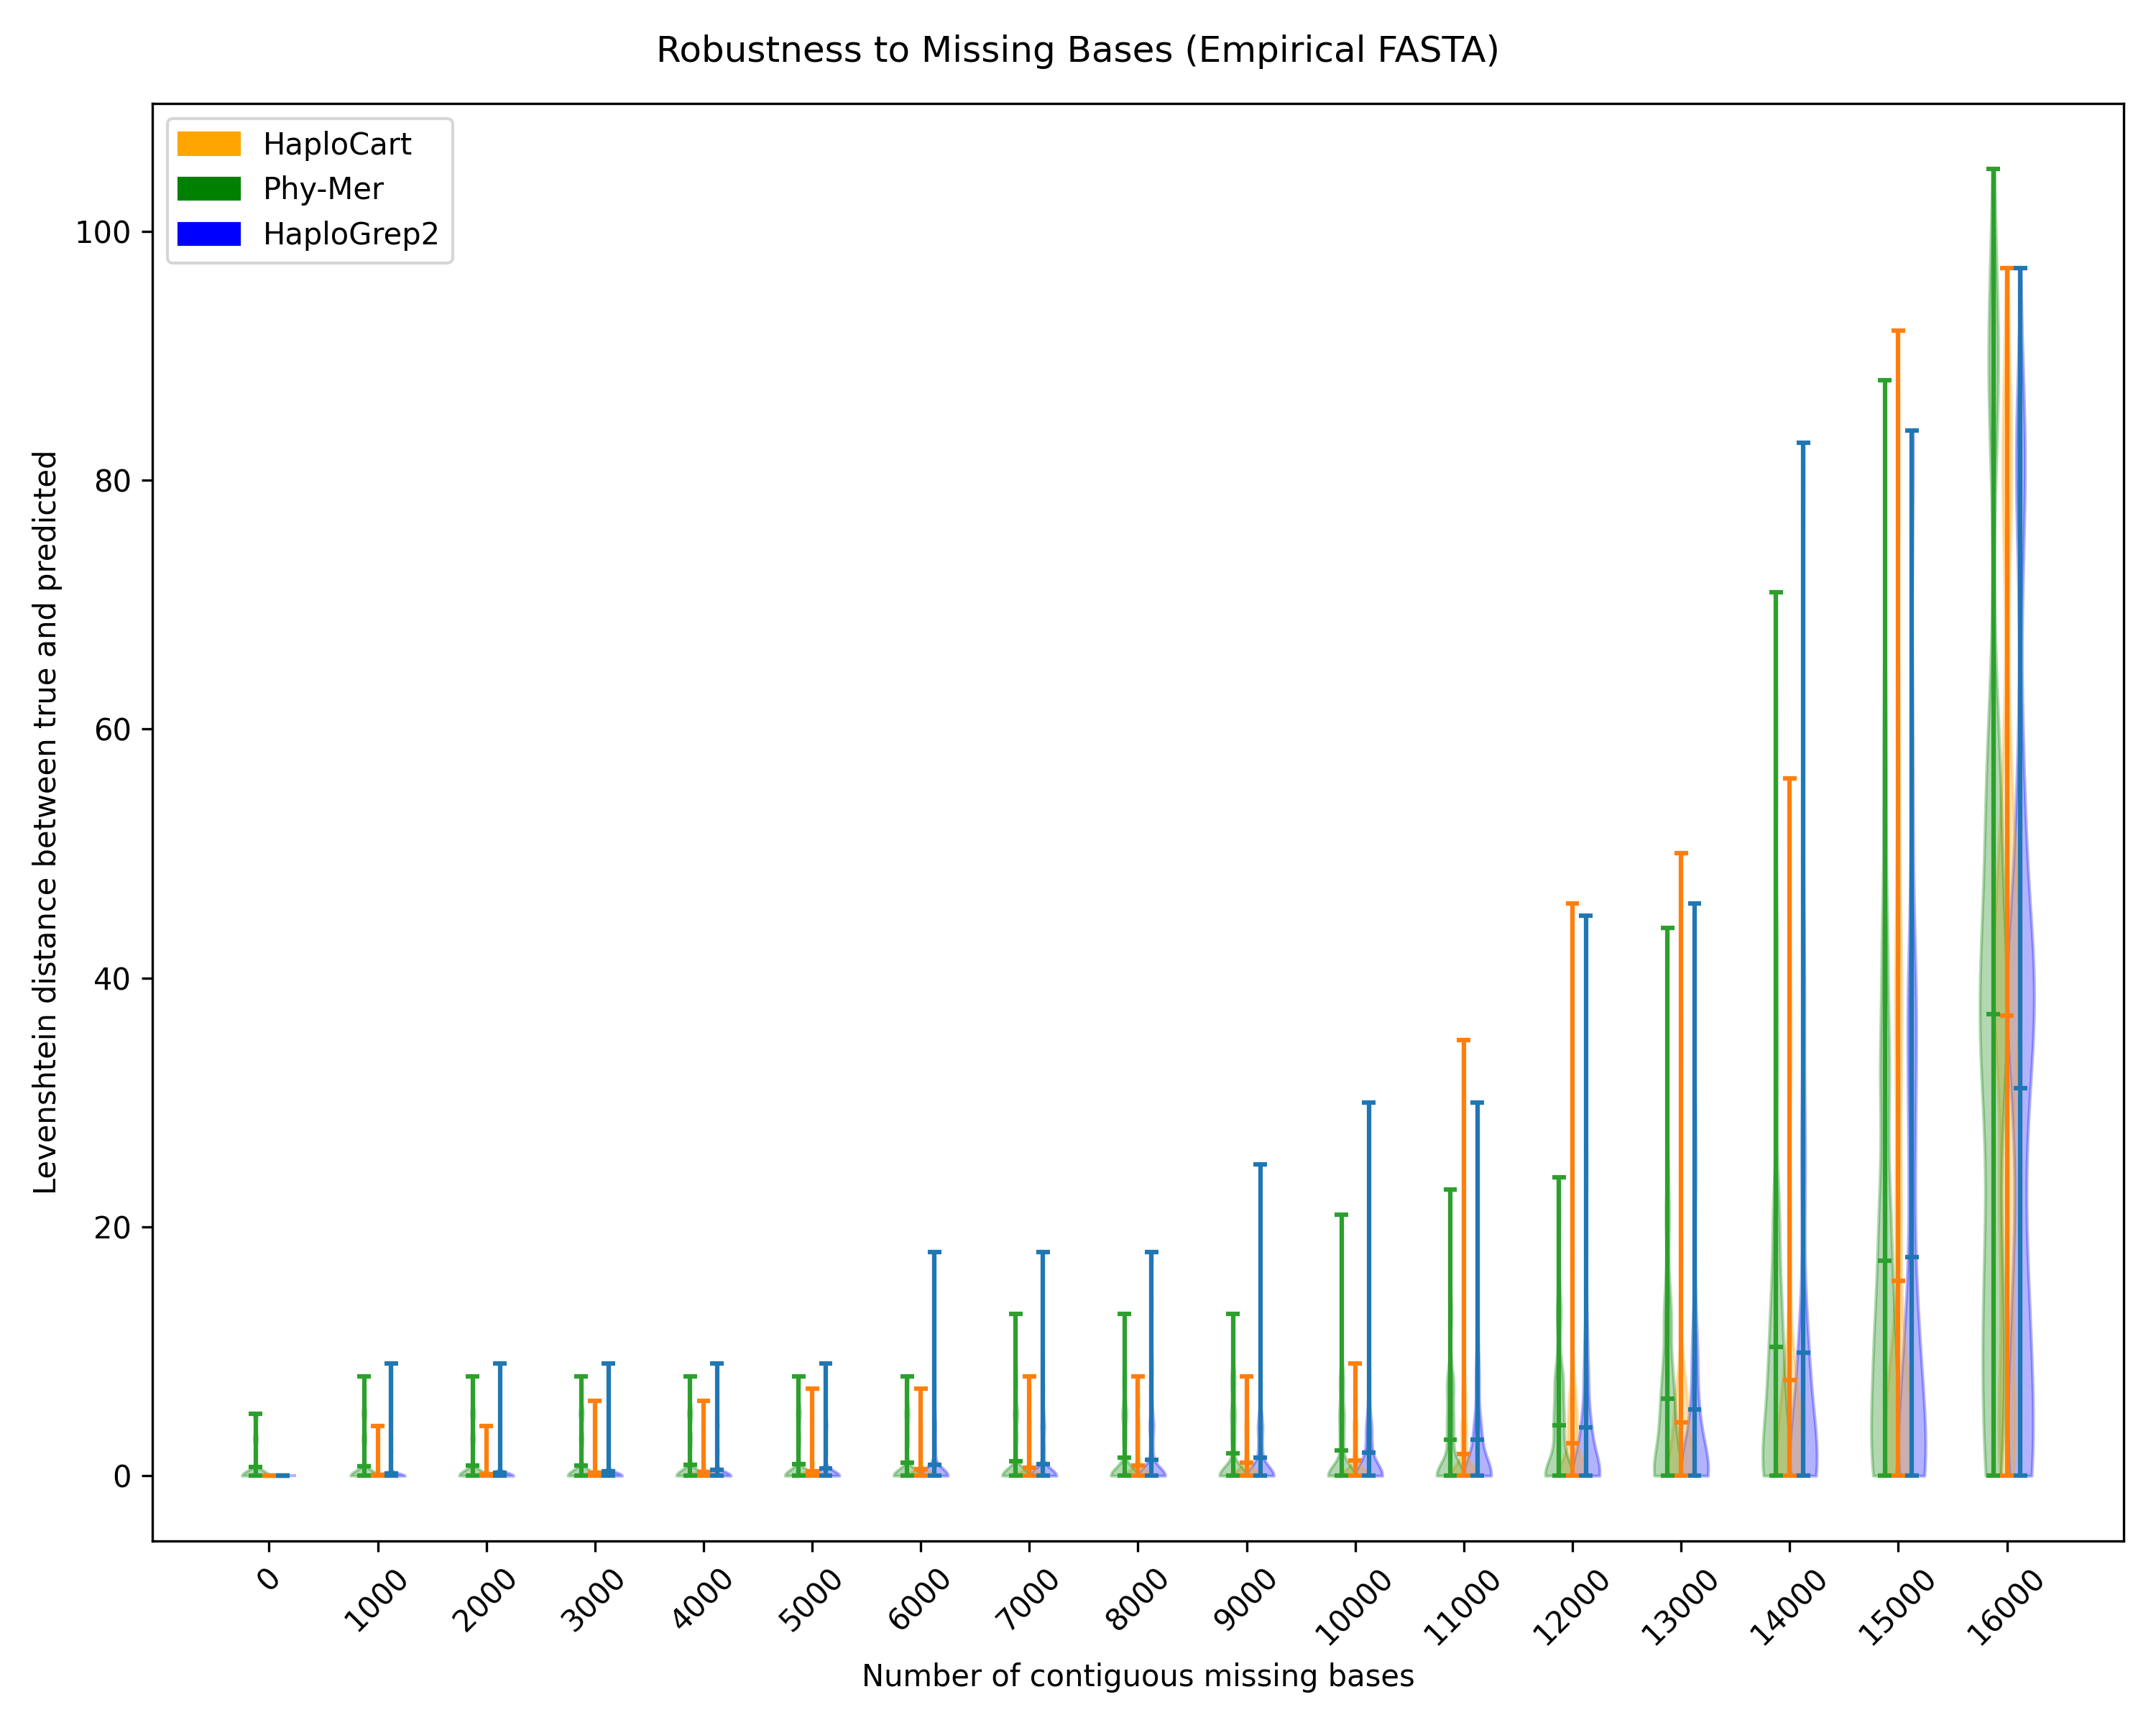 Robustness to Missing Bases (Empirical FASTA)
HaploCart
Phy-Mer
HaploGrep2
Levenshtein distance between true and predicted
100
80
60
40
20
0
0 1000 2000 3000 4000 5000 6000 7000 8000 9000 10000 11000 12000 13000 14000 15000 16000
Number of contiguous missing bases